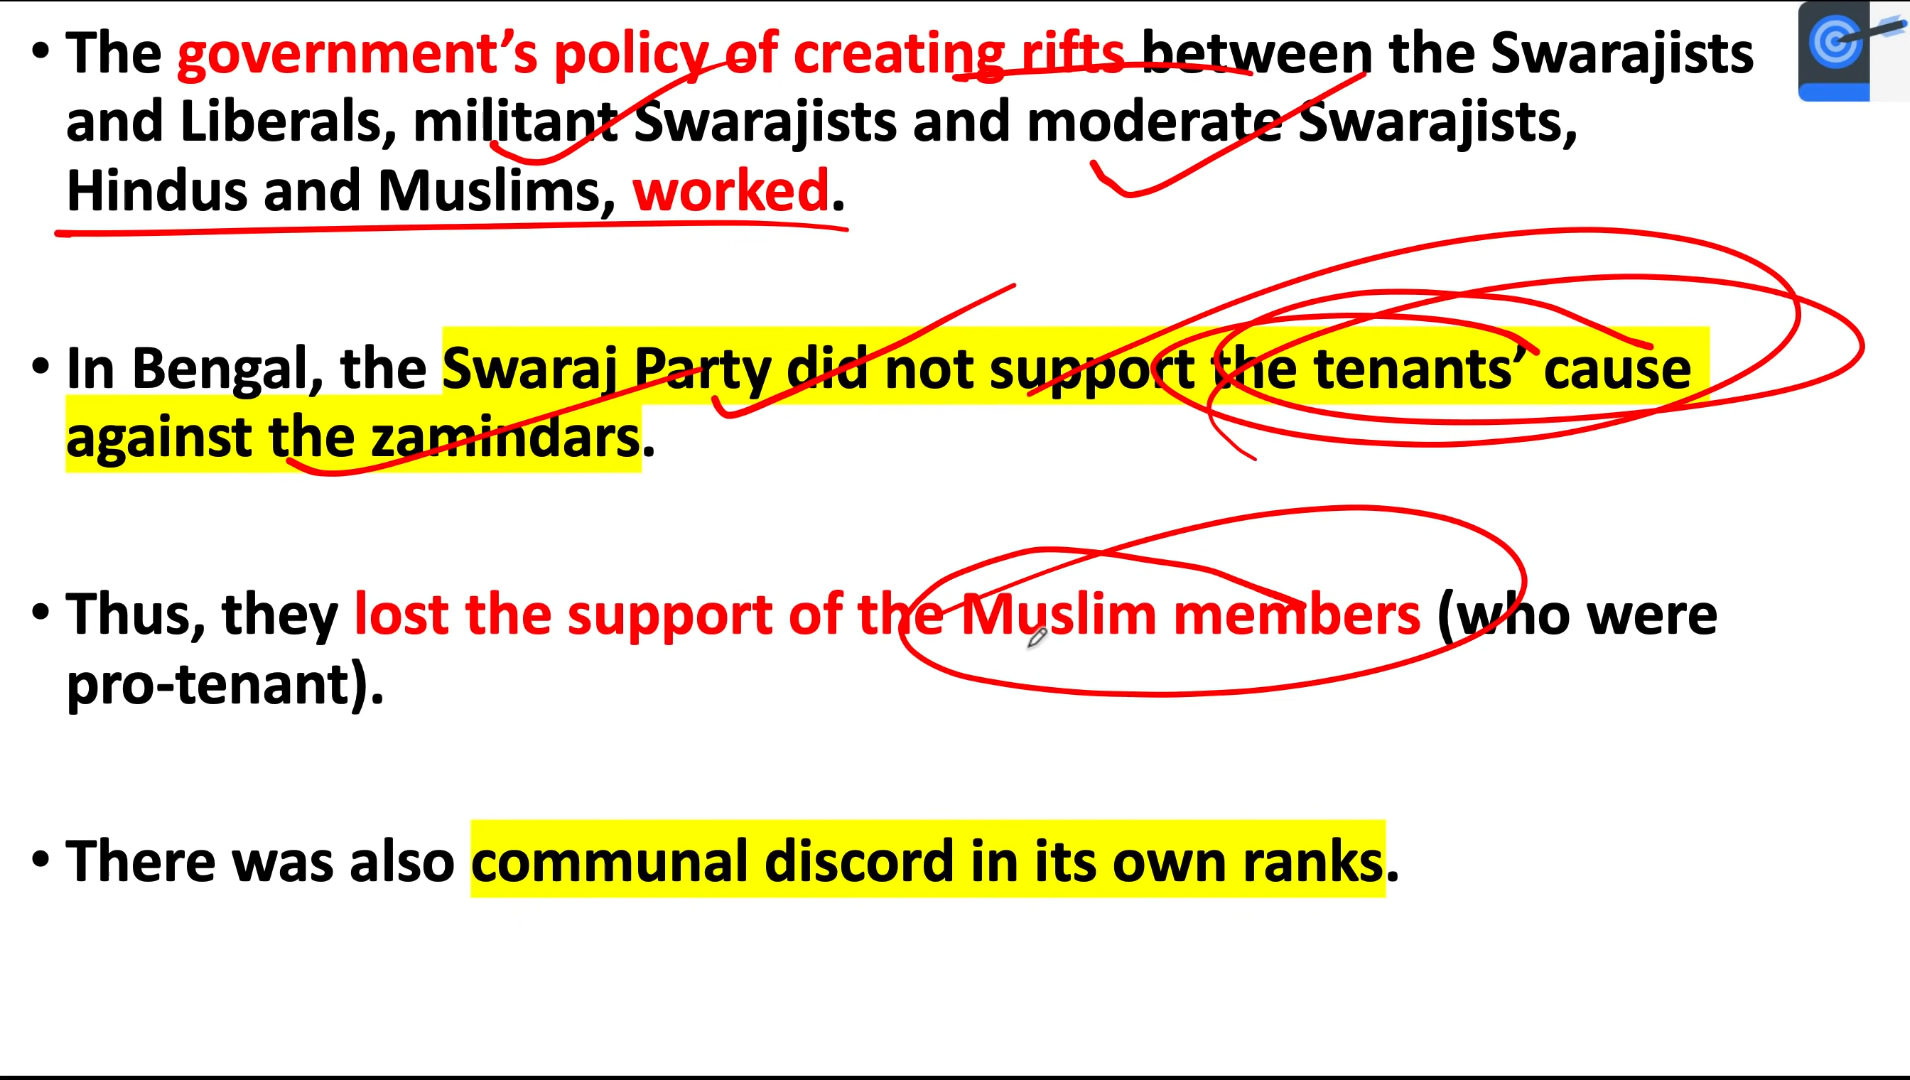 • The government’s policy of creating rifts between the Swarajists
and Liberals, militant Swarajists and moderate Swarajists,
Hindus and Muslims, worked.
• In Bengal, the Swaraj Party did not support the tenants’ cause
against the zamindars.
• Thus, they lost the support of the Muslim members (who were
pro-tenant).
• There was also communal discord in its own ranks.